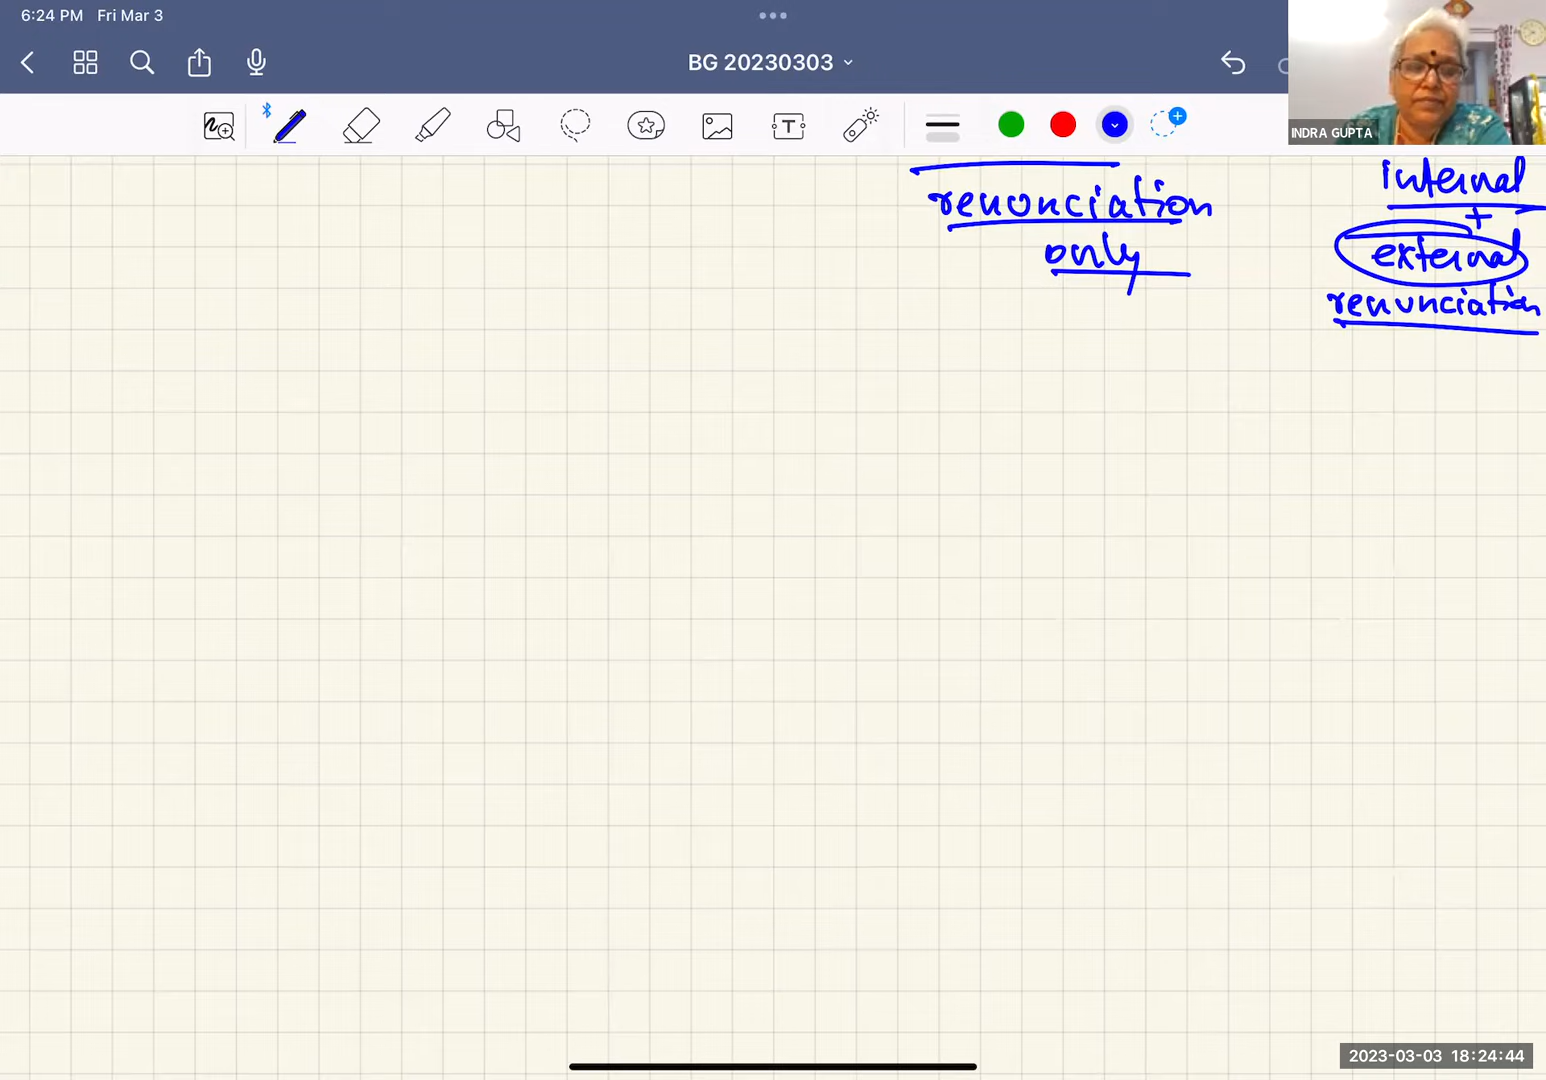 6:24 PM Fri Mar 3
BG 20230303
INDRA GUPTA
T
renonciation
only
internal
+
external
renunciation
2023-03-03 18:24:44